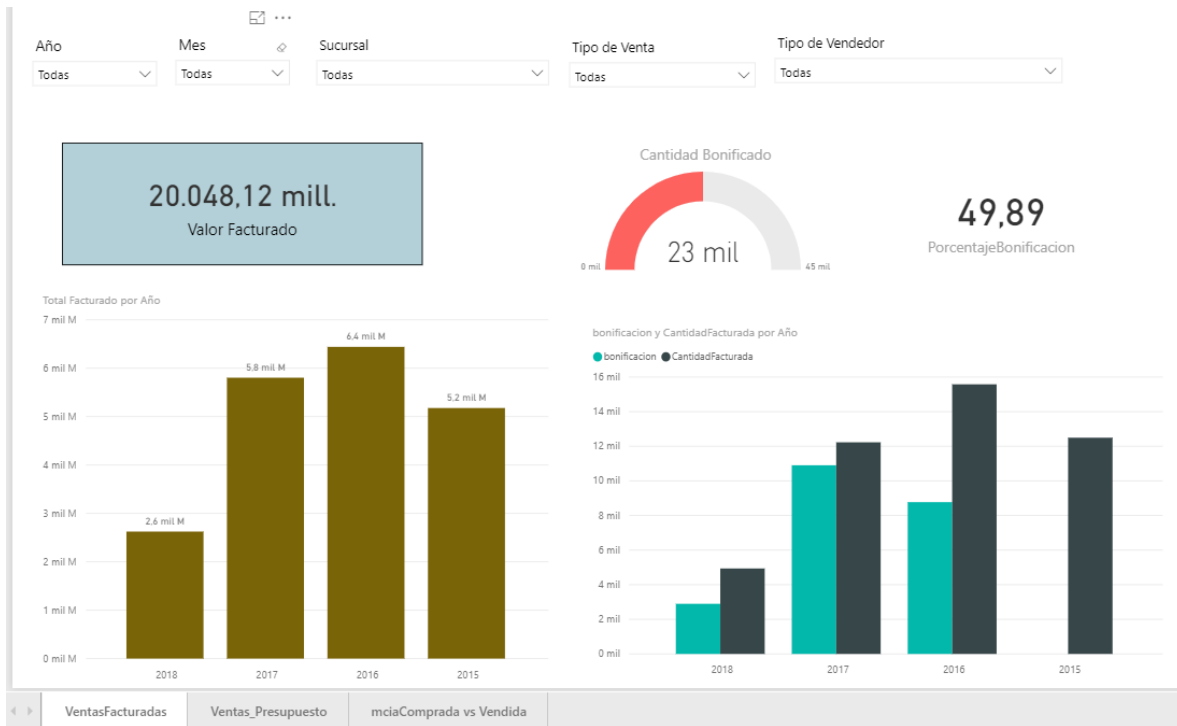 Año
Mes
Sucursal
Tipo de Venta
Tipo de Vendedor
Todas
Todas
Todas
Todas
Todas
20.048,12 mill.
Valor Facturado
Cantidad Bonificado
23 mil
0 mil
45 mil
49,89
PorcentajeBonificacion
Total Facturado por Año
7 mil M
6 mil M
5 mil M
4 mil M
3 mil M
2 mil M
1 mil M
0 mil M
2,6 mil M
5,8 mil M
6,4 mil M
5,2 mil M
2018
2017
2016
2015
bonificacion y CantidadFacturada por Año
bonificacion CantidadFacturada
16 mil
14 mil
12 mil
10 mil
8 mil
6 mil
4 mil
2 mil
0 mil
2018
2017
2016
2015
VentasFacturadas
Ventas_Presupuesto
mciaComprada vs Vendida